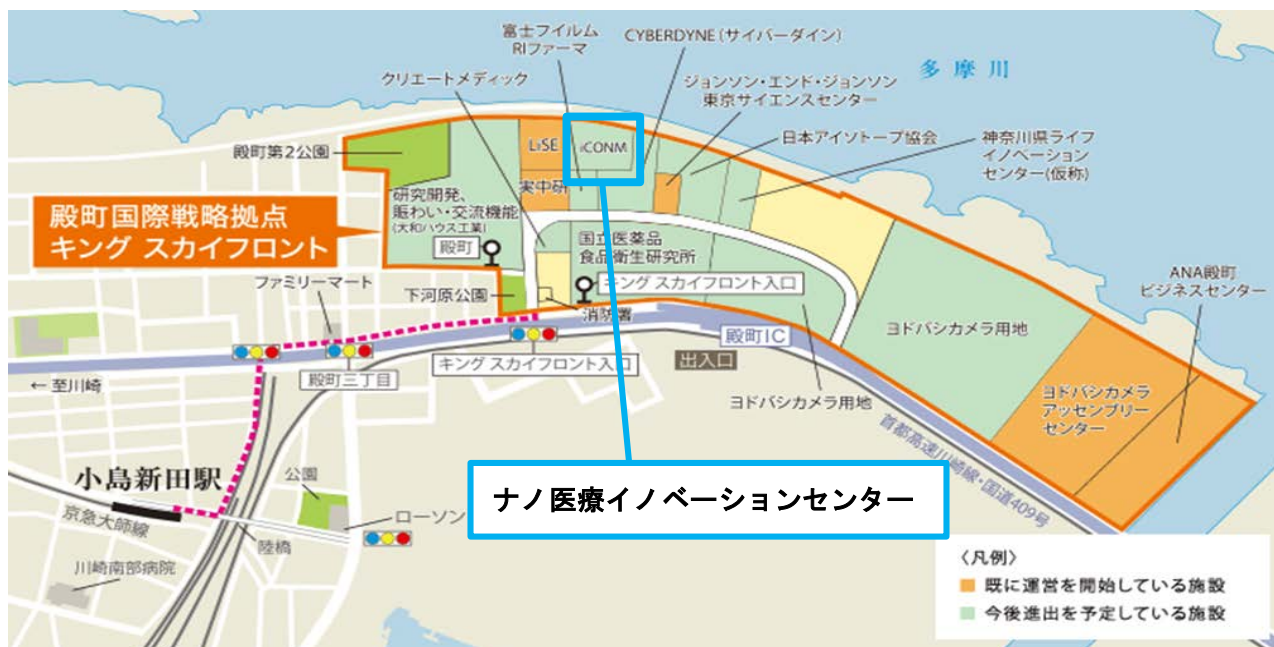 富士フイルム
RIファーマ
CYBERDYNE(サイバーダイン)
クリエートメディック
ジョンソン・エンド・ジョンソン
東京サイエンスセンター
多摩川
殿町第2公園
LiSE
iCONM
日本アイソトープ協会
神奈川県ライフ
イノベーション
センター(仮称)
実中研
研究開発、
賑わい・交流機能
(大和ハウス工業)
殿町国際戦略拠点
キング スカイフロント
殿町
国立医薬品
食品衛生研究所
ファミリーマート
下河原公園
キング スカイフロント入口
消防署
ANA殿町
ビジネスセンター
ヨドバシカメラ用地
殿町IC
キング スカイフロント入口
出入口
殿町三丁目
←至川崎
ヨドバシカメラ用地
ヨドバシカメラ
アッセンブリー
センター
首都高速川崎線・国道409号
小島新田駅
公園
ナノ医療イノベーションセンター
京急大師線
ローソン
陸橋
川崎南部病院
〈凡例〉
既に運営を開始している施設
今後進出を予定している施設